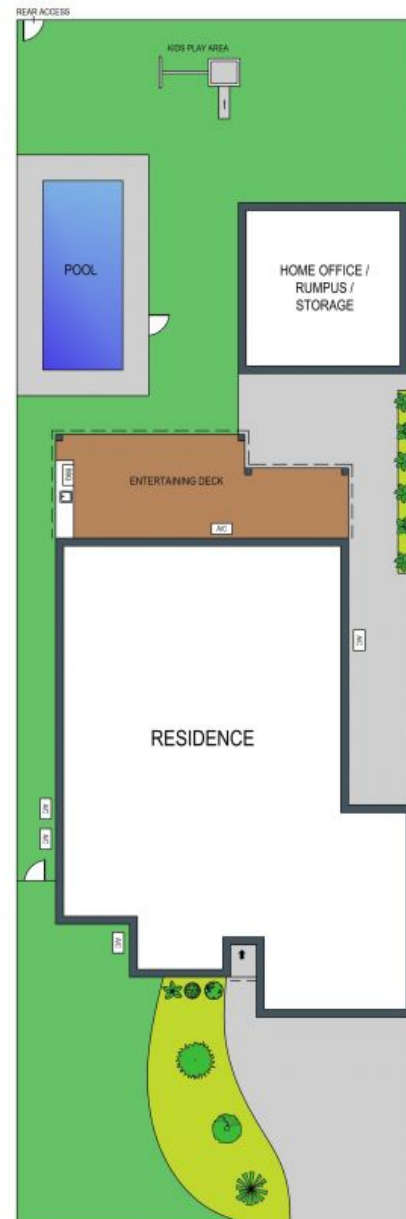 REAR ACCESS
KIDS PLAY AREA
POOL
HOME OFFICE /
RUMPUS /
STORAGE
BBQ
ENTERTAINING DECK
A/C
A/C
RESIDENCE
A/C
A/C
A/C